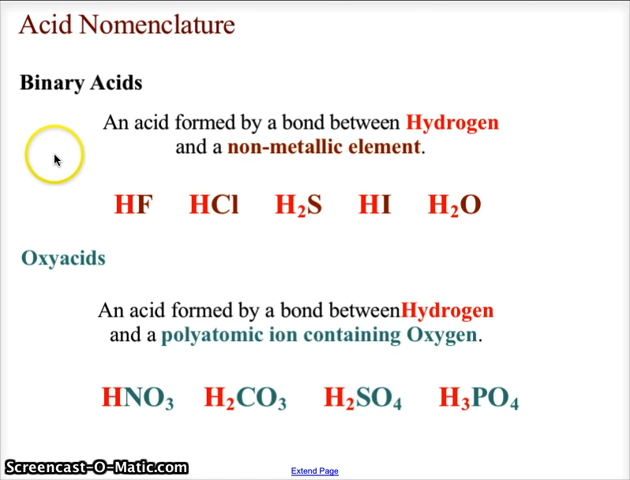 Acid Nomenclature
Binary Acids
An acid formed by a bond between Hydrogen
and a non-metallic element.
HF HCl H₂S HI H₂O
Oxyacids
An acid formed by a bond betweenHydrogen
and a polyatomic ion containing Oxygen.
HNO₃ H₂CO₃ H₂SO₄ H₃PO₄
Screencast-O-Matic.com
Extend Page